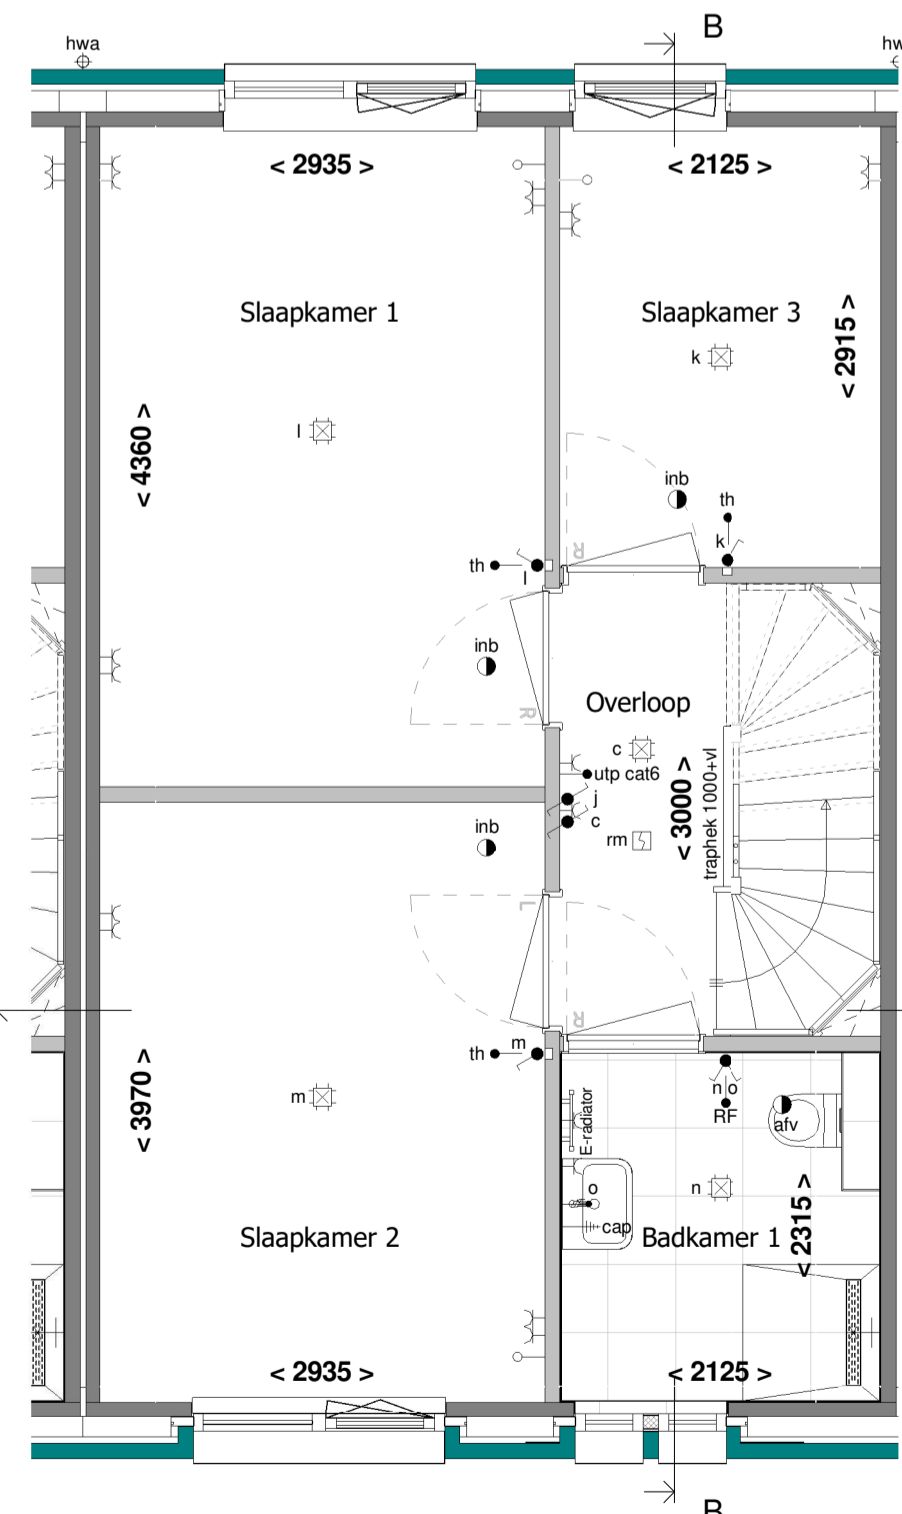 B
hwa
hw
< 2935 >
< 2125 >
Slaapkamer 1
Slaapkamer 3
< 2915 >
k
l
< 4360 >
inb
th
k
R
th
l
inb
R
Overloop
c
utp cat6
j
c
rm
< 3000 >
traphek 1000+vl
inb
L
R
th
m
n o
RF
afv
E-radiator
< 3970 >
m
n
o
cap
< 2315 >
Slaapkamer 2
Badkamer 1
< 2935 >
< 2125 >
B